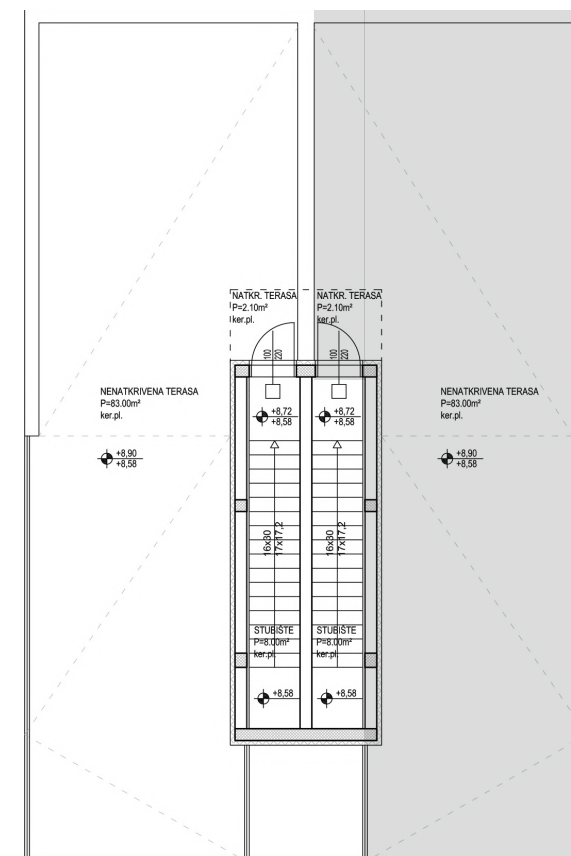 NATKR. TERASA
P=2.10m²
ker.pl.
NATKR. TERASA
P=2.10m²
ker.pl.
100
220
100
220
NENATKRIVENA TERASA
P=83.00m²
ker.pl.
NENATKRIVENA TERASA
P=83.00m²
ker.pl.
+8,72
+8,58
+8,72
+8,58
+8,90
+8,58
+8,90
+8,58
16x30
17x17,2
16x30
17x17,2
STUBIŠTE
P=8.00m²
ker.pl.
STUBIŠTE
P=8.00m²
ker.pl.
+8,58
+8,58